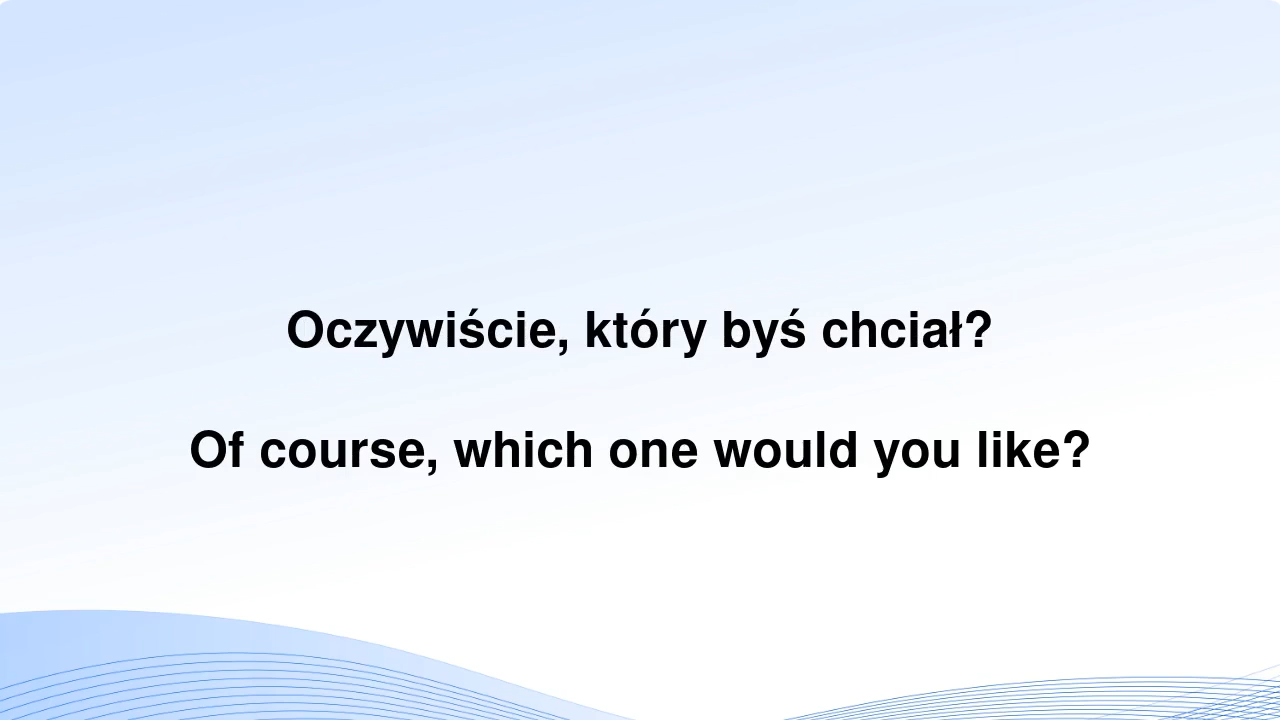 Oczywiście, który byś chciał?
Of course, which one would you like?